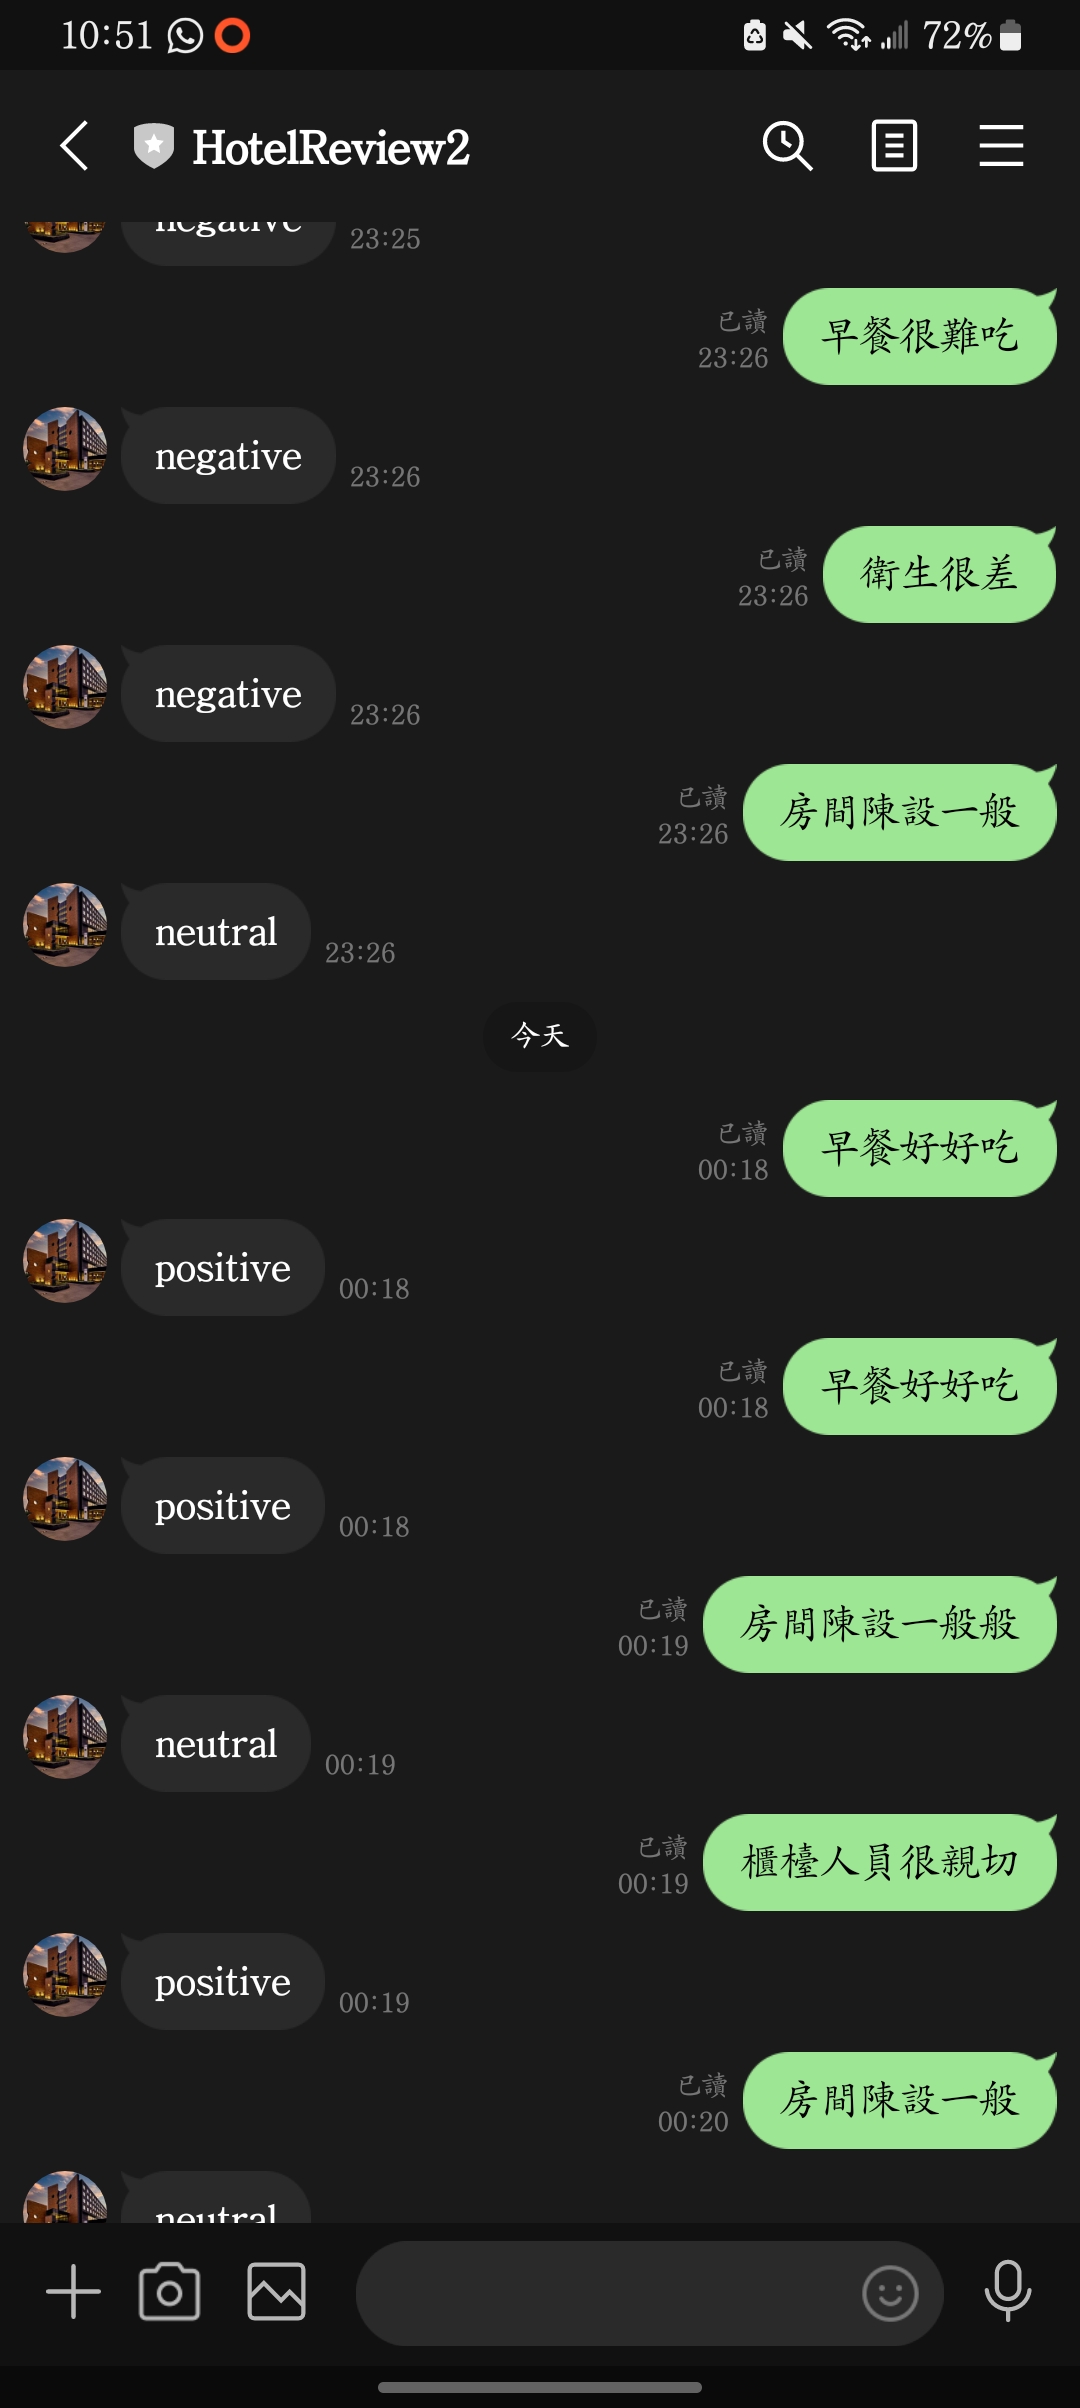 10:51 72%
HotelReview2
negative
23:25
已讀
23:26
早餐很難吃
negative
23:26
已讀
23:26
衛生很差
negative
23:26
已讀
23:26
房間陳設一般
neutral
23:26
今天
已讀
00:18
早餐好好吃
positive
00:18
已讀
00:18
早餐好好吃
positive
00:18
已讀
00:19
房間陳設一般般
neutral
00:19
已讀
00:19
櫃檯人員很親切
positive
00:19
已讀
00:20
房間陳設一般
neutral